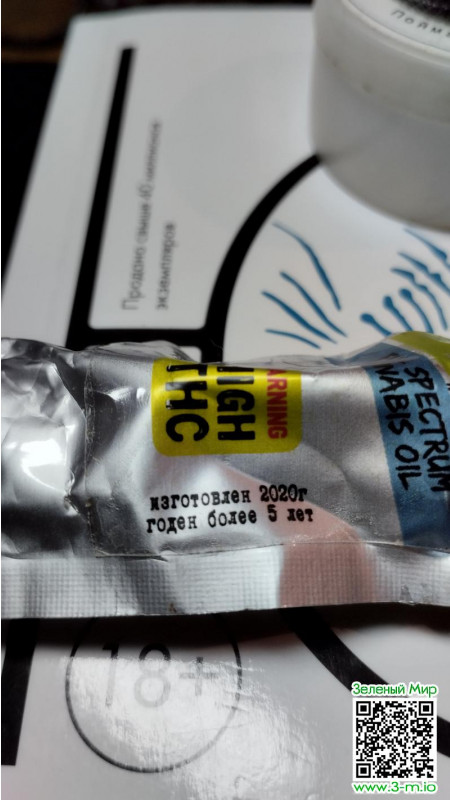 Продано свыше 40 миллионов
экземпляров
WARNING
HIGH
THC
SPECTRUM
OIL
изготовлен 2020г
годен более 5 лет
18+
Зеленый Мир
www.3-m.io